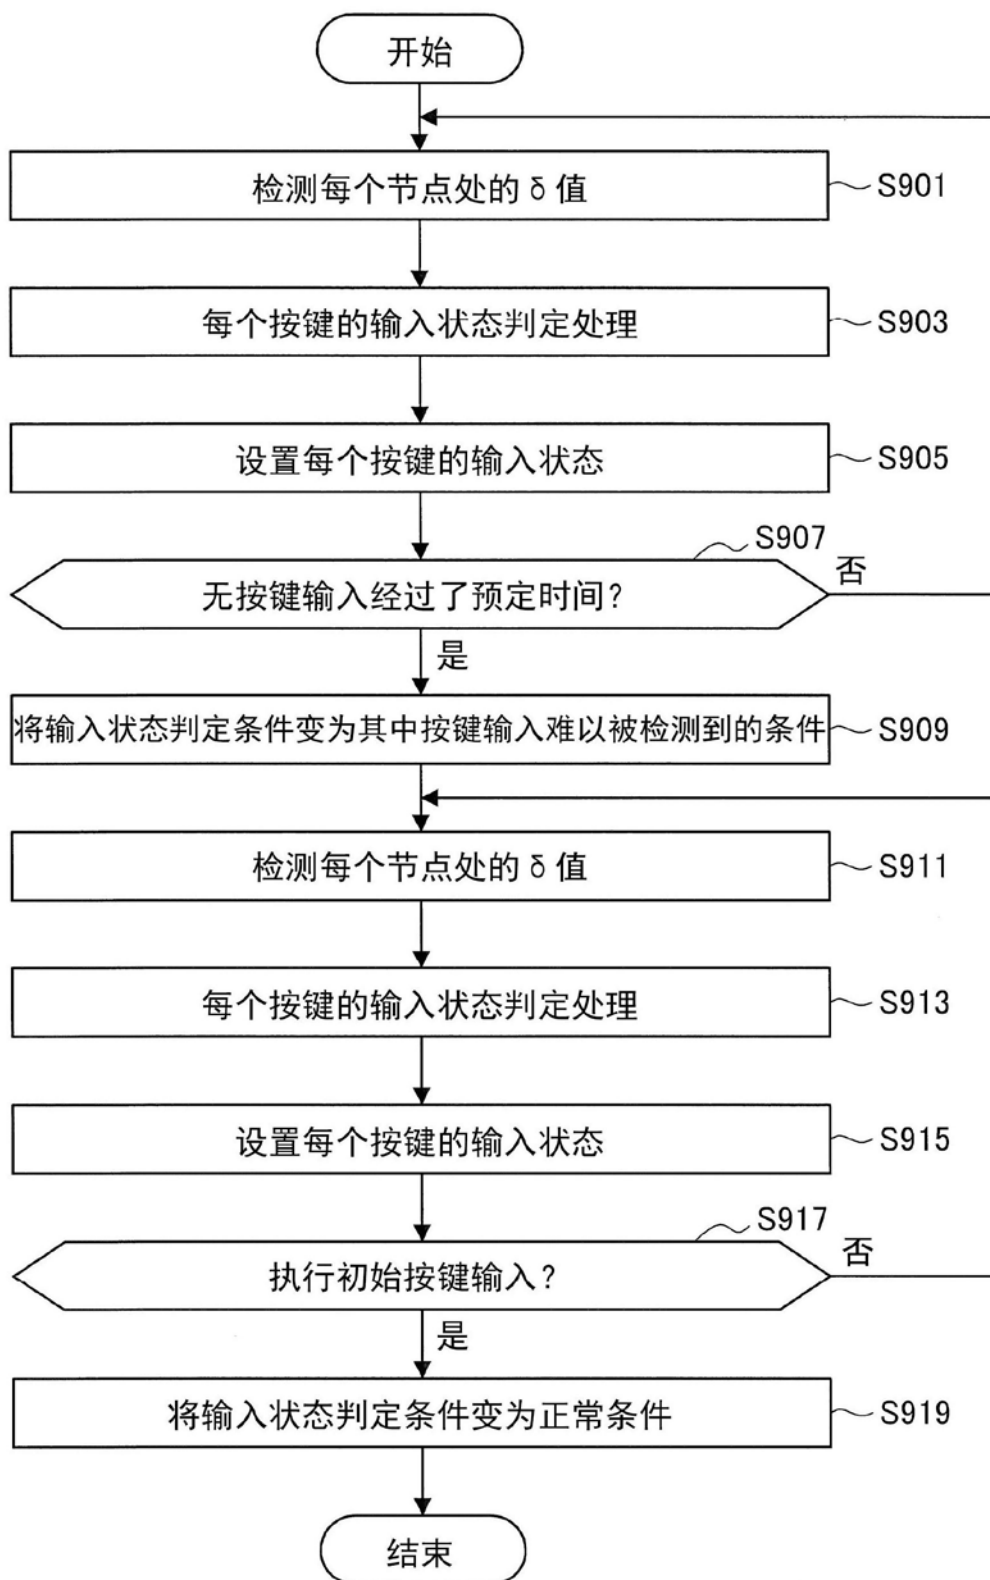 开始
检测每个节点处的δ值
S901
每个按键的输入状态判定处理
S903
设置每个按键的输入状态
S905
S907
无按键输入经过了预定时间?
否
是
将输入状态判定条件变为其中按键输入难以被检测到的条件
S909
检测每个节点处的δ值
S911
每个按键的输入状态判定处理
S913
设置每个按键的输入状态
S915
S917
执行初始按键输入?
否
是
将输入状态判定条件变为正常条件
S919
结束